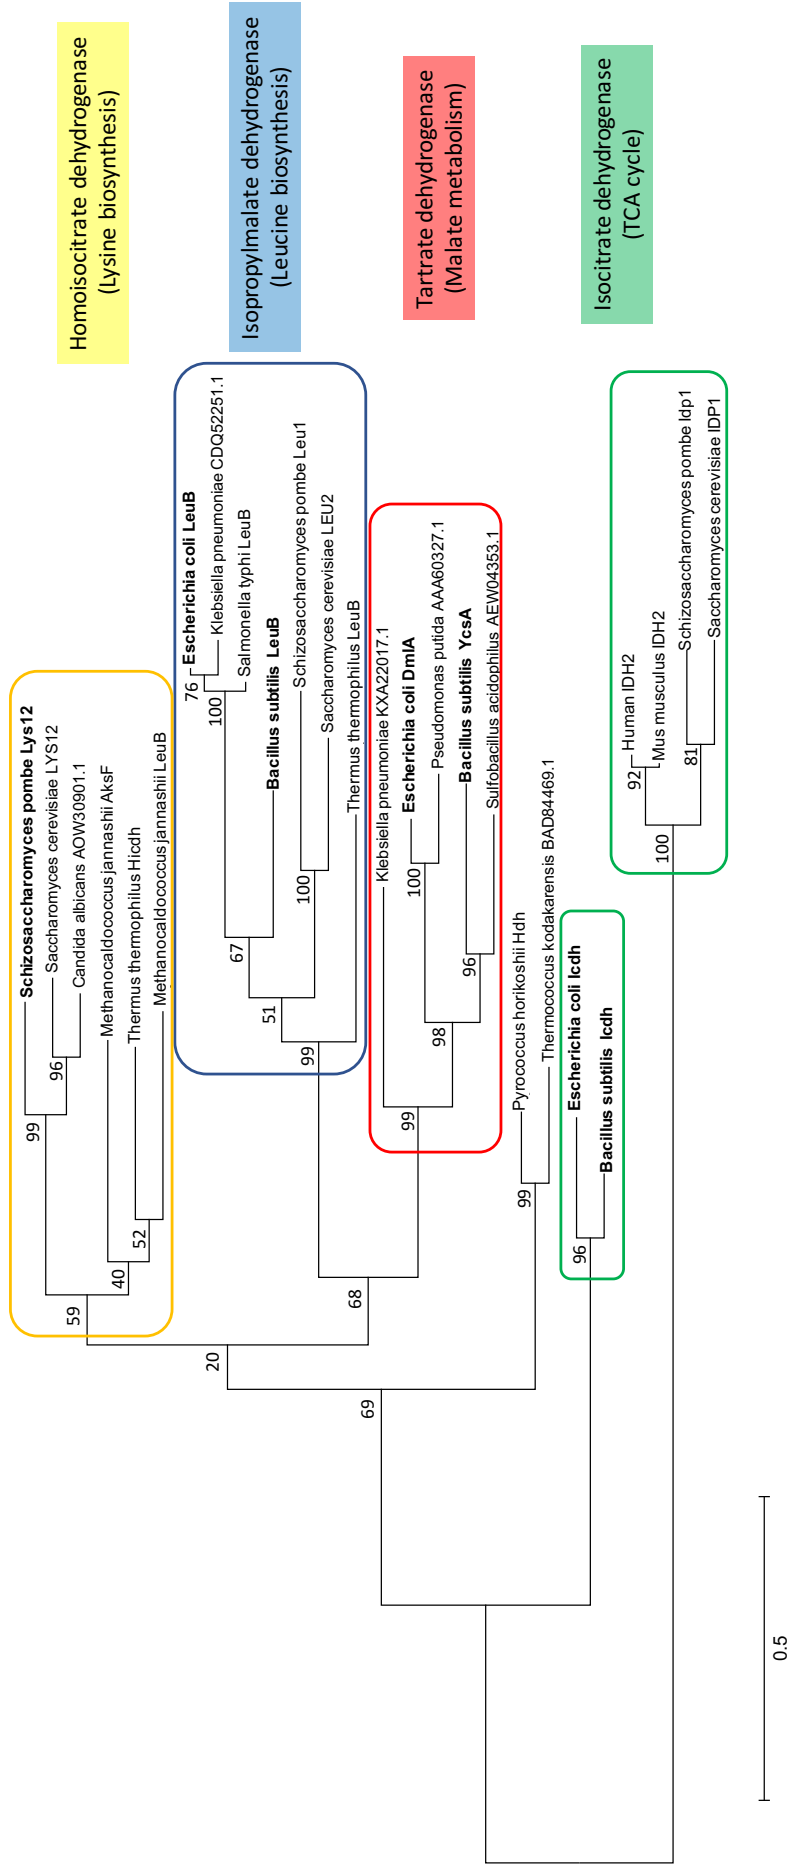 Schizosaccharomyces pombe Lys12
Saccharomyces cerevisiae LYS12
Candida albicans AOW30901.1
Methanocaldococcus jannashii AksF
Thermus thermophilus Hicdh
Methanocaldococcus jannashii LeuB
99
96
59
40
52
Homoisocitrate dehydrogenase
(Lysine biosynthesis)
Escherichia coli LeuB
Klebsiella pneumoniae CDQ52251.1
Salmonella typhi LeuB
Bacillus subtilis LeuB
Schizosaccharomyces pombe Leu1
Saccharomyces cerevisiae LEU2
Thermus thermophilus LeuB
76
100
67
51
100
99
Isopropylmalate dehydrogenase
(Leucine biosynthesis)
Klebsiella pneumoniae KXA22017.1
Escherichia coli DmlA
Pseudomonas putida AAA60327.1
Bacillus subtilis YcsA
Sulfobacillus acidophilus AEW04353.1
100
98
96
99
68
20
69
Tartrate dehydrogenase
(Malate metabolism)
Pyrococcus horikoshii Hdh
Thermococcus kodakarensis BAD84469.1
99
Escherichia coli Icdh
Bacillus subtilis Icdh
96
Human IDH2
Mus musculus IDH2
Schizosaccharomyces pombe Idp1
Saccharomyces cerevisiae IDP1
92
81
100
Isocitrate dehydrogenase
(TCA cycle)
0.5